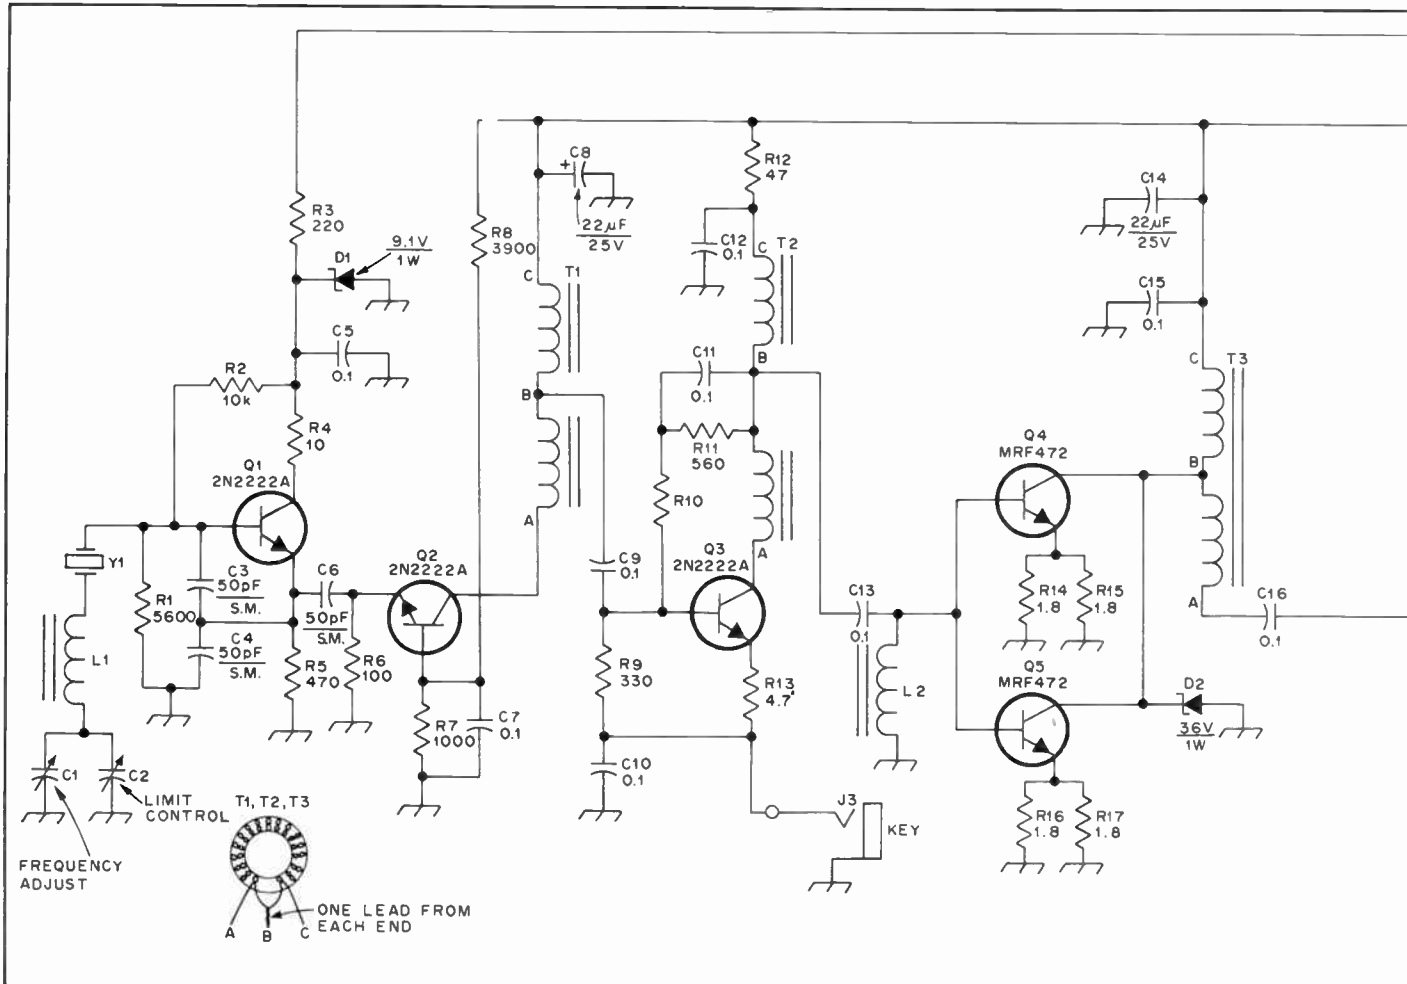 R3
220
9.1V
1W
D1
C5
0.1
R2
10k
R4
10
Q1
2N2222A
Y1
R1
5600
C3
50pF
S.M.
C4
50pF
S.M.
L1
C1
C2
LIMIT
CONTROL
FREQUENCY
ADJUST
C6
50pF
S.M.
R5
470
R6
100
Q2
2N2222A
R7
1000
C7
0.1
R8
3900
C8
+
22µF
25V
C
T1
B
A
T1, T2, T3
A
B
C
ONE LEAD FROM
EACH END
R12
47
C12
0.1
C
T2
B
C11
0.1
R11
560
R10
A
C9
0.1
Q3
2N2222A
R9
330
C10
0.1
R13
4.7
J3
KEY
C13
0.1
L2
Q4
MRF472
R14
1.8
R15
1.8
Q5
MRF472
R16
1.8
R17
1.8
C14
22µF
25V
C15
0.1
C
T3
B
A
C16
0.1
D2
36V
1W